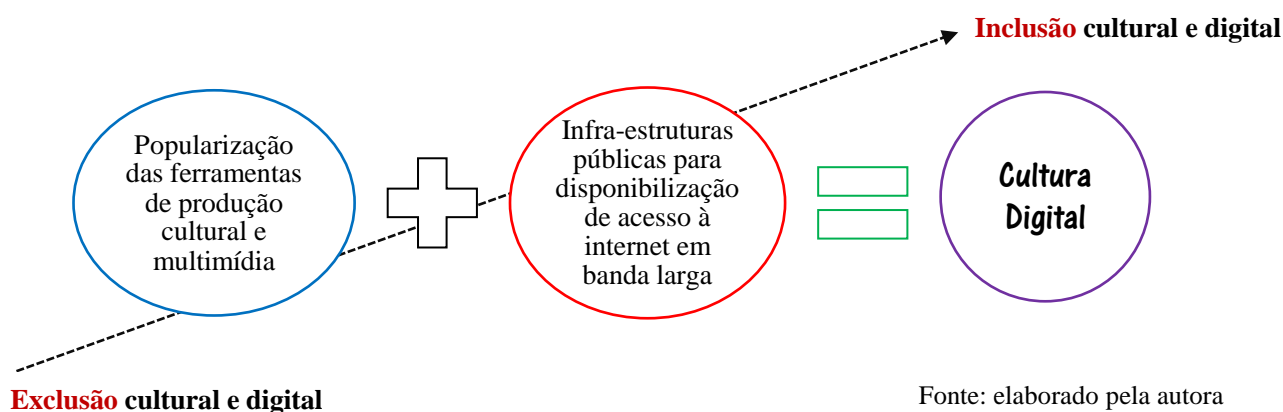 Inclusão cultural e digital
Popularização
das ferramentas
de produção
cultural e
multimídia
Infra-estruturas
públicas para
disponibilização
de acesso à
internet em
banda larga
Cultura
Digital
Exclusão cultural e digital
Fonte: elaborado pela autora